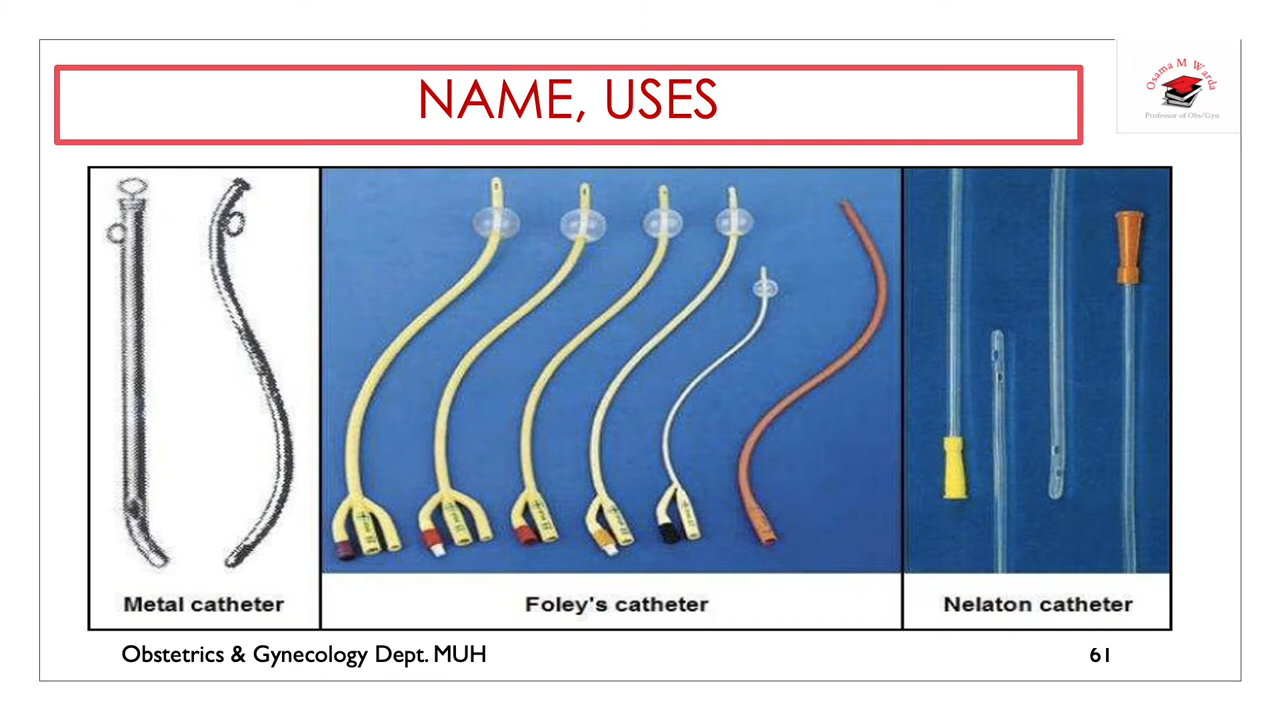 NAME, USES
Osama M Warda
Professor of Obs/Gyn
Metal catheter
Foley's catheter
Nelaton catheter
Obstetrics & Gynecology Dept. MUH
61